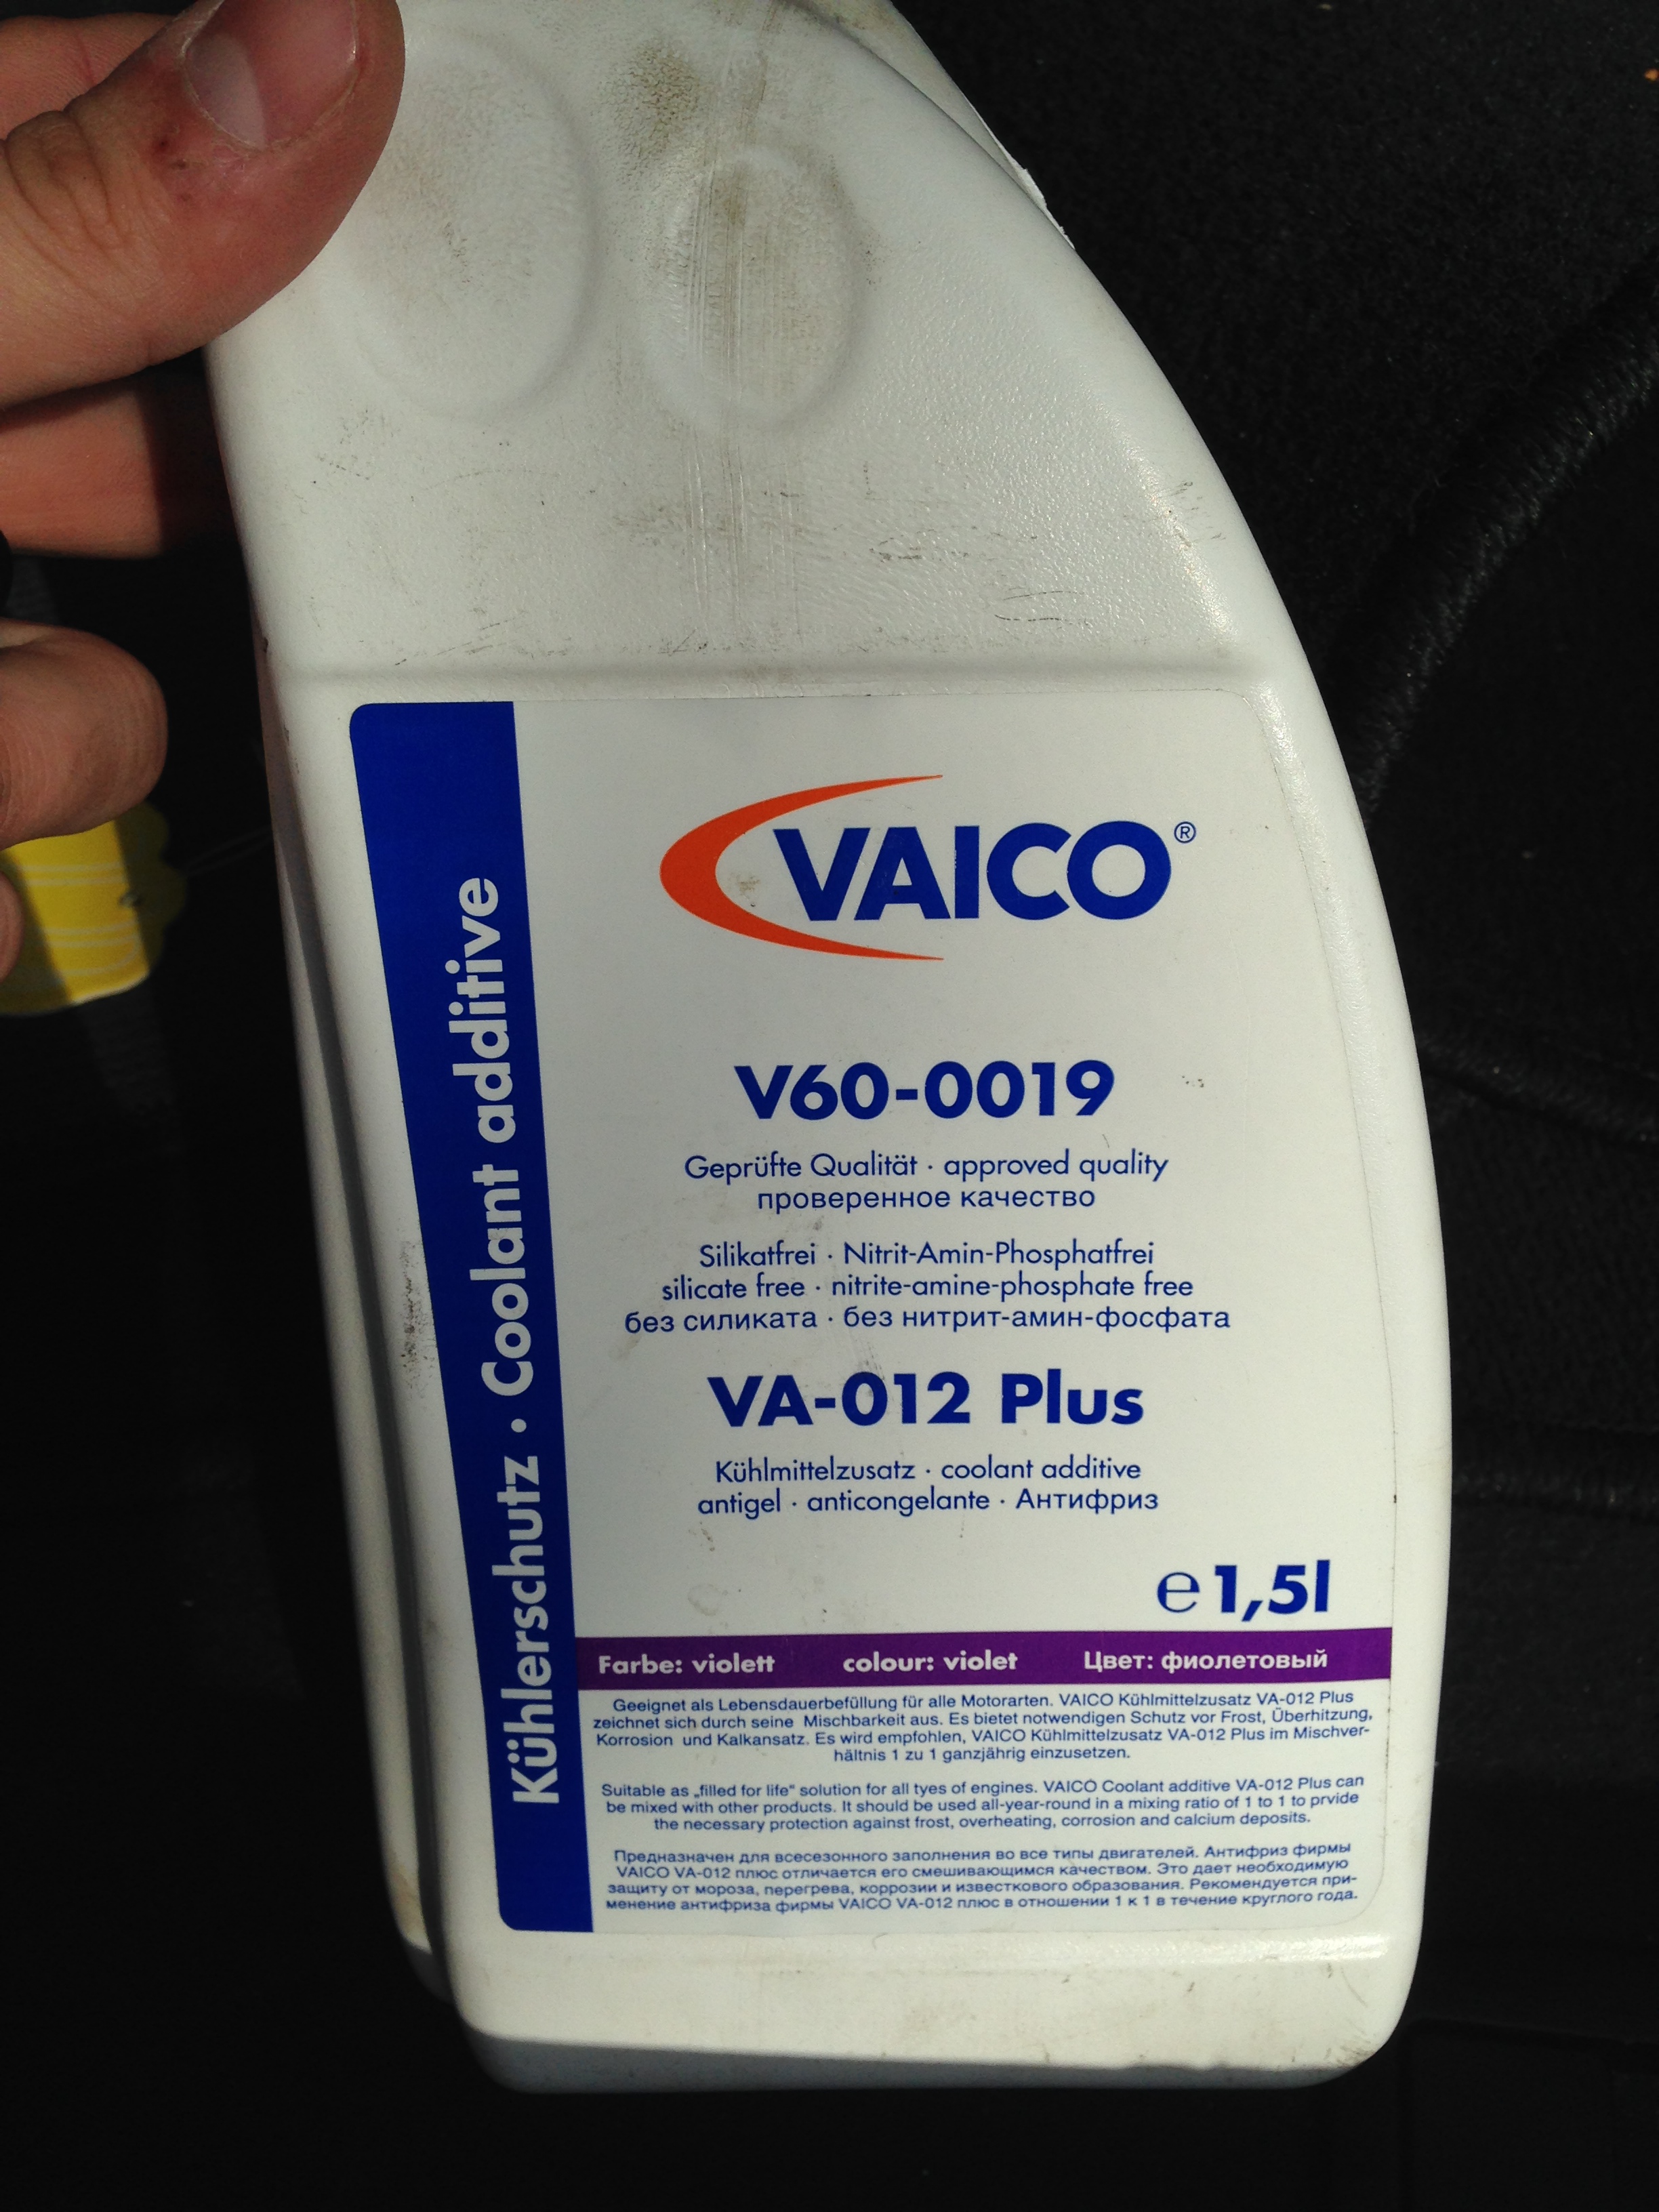 VAICO®
V60-0019
Geprüfte Qualität · approved quality
проверенное качество
Silikatfrei · Nitrit-Amin-Phosphatfrei
silicate free · nitrite-amine-phosphate free
без силиката · без нитрит-амин-фосфата
VA-012 Plus
Kühlmittelzusatz · coolant additive
antigel · anticongelante · Антифриз
℮ 1,5l
Kühlerschutz · Coolant additive
Farbe: violett colour: violet Цвет: фиолетовый
Geeignet als Lebensdauerbefüllung für alle Motorarten. VAICO Kühlmittelzusatz VA-012 Plus
zeichnet sich durch seine Mischbarkeit aus. Es bietet notwendigen Schutz vor Frost, Überhitzung,
Korrosion und Kalkansatz. Es wird empfohlen, VAICO Kühlmittelzusatz VA-012 Plus im Mischver-
hältnis 1 zu 1 ganzjährig einzusetzen.
Suitable as „filled for life“ solution for all tyes of engines. VAICO Coolant additive VA-012 Plus can
be mixed with other products. It should be used all-year-round in a mixing ratio of 1 to 1 to prvide
the necessary protection against frost, overheating, corrosion and calcium deposits.
Предназначен для всесезонного заполнения во все типы двигателей. Антифриз фирмы
VAICO VA-012 плюс отличается его смешивающимся качеством. Это дает необходимую
защиту от мороза, перегрева, коррозии и известкового образования. Рекомендуется при-
менение антифриза фирмы VAICO VA-012 плюс в отношении 1 к 1 в течение круглого года.